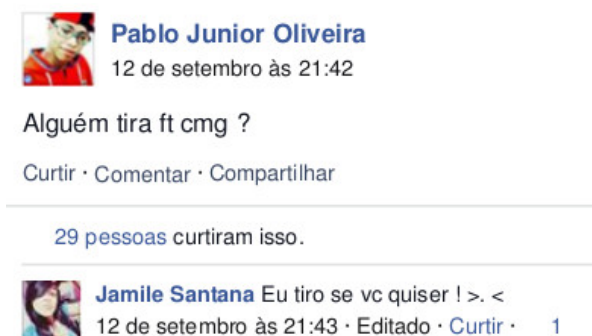 Pablo Junior Oliveira
12 de setembro às 21:42
Alguém tira ft cmg ?
Curtir · Comentar · Compartilhar
29 pessoas curtiram isso.
Jamile Santana Eu tiro se vc quiser ! >. <
12 de setembro às 21:43 · Editado · Curtir · 1